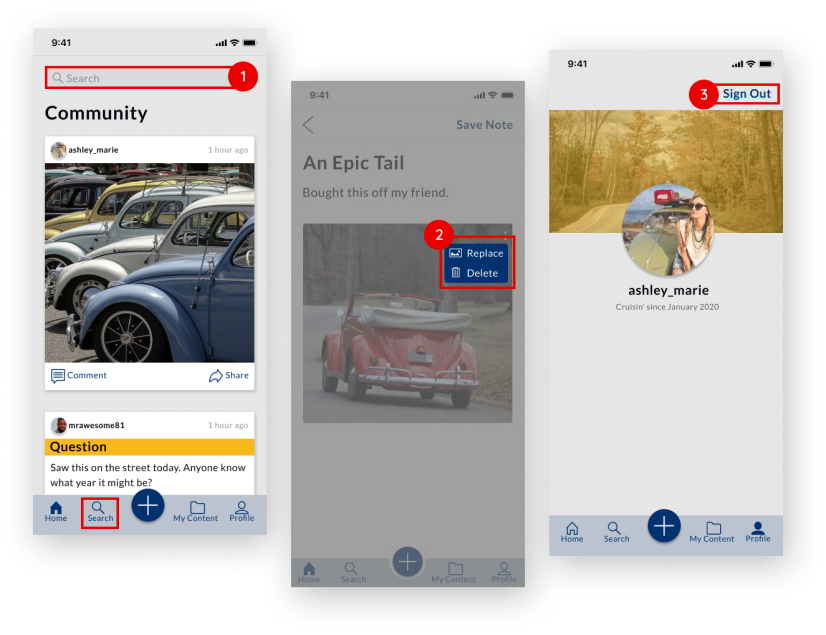 9:41
Search
1
Community
ashley_marie
1 hour ago
Comment
Share
mrawesome81
1 hour ago
Question
Saw this on the street today. Anyone know
what year it might be?
Home
Search
My Content
Profile
9:41
Save Note
An Epic Tail
Bought this off my friend.
2
Replace
Delete
Home
Search
My Content
Profile
9:41
3
Sign Out
ashley_marie
Cruisin' since January 2020
Home
Search
My Content
Profile